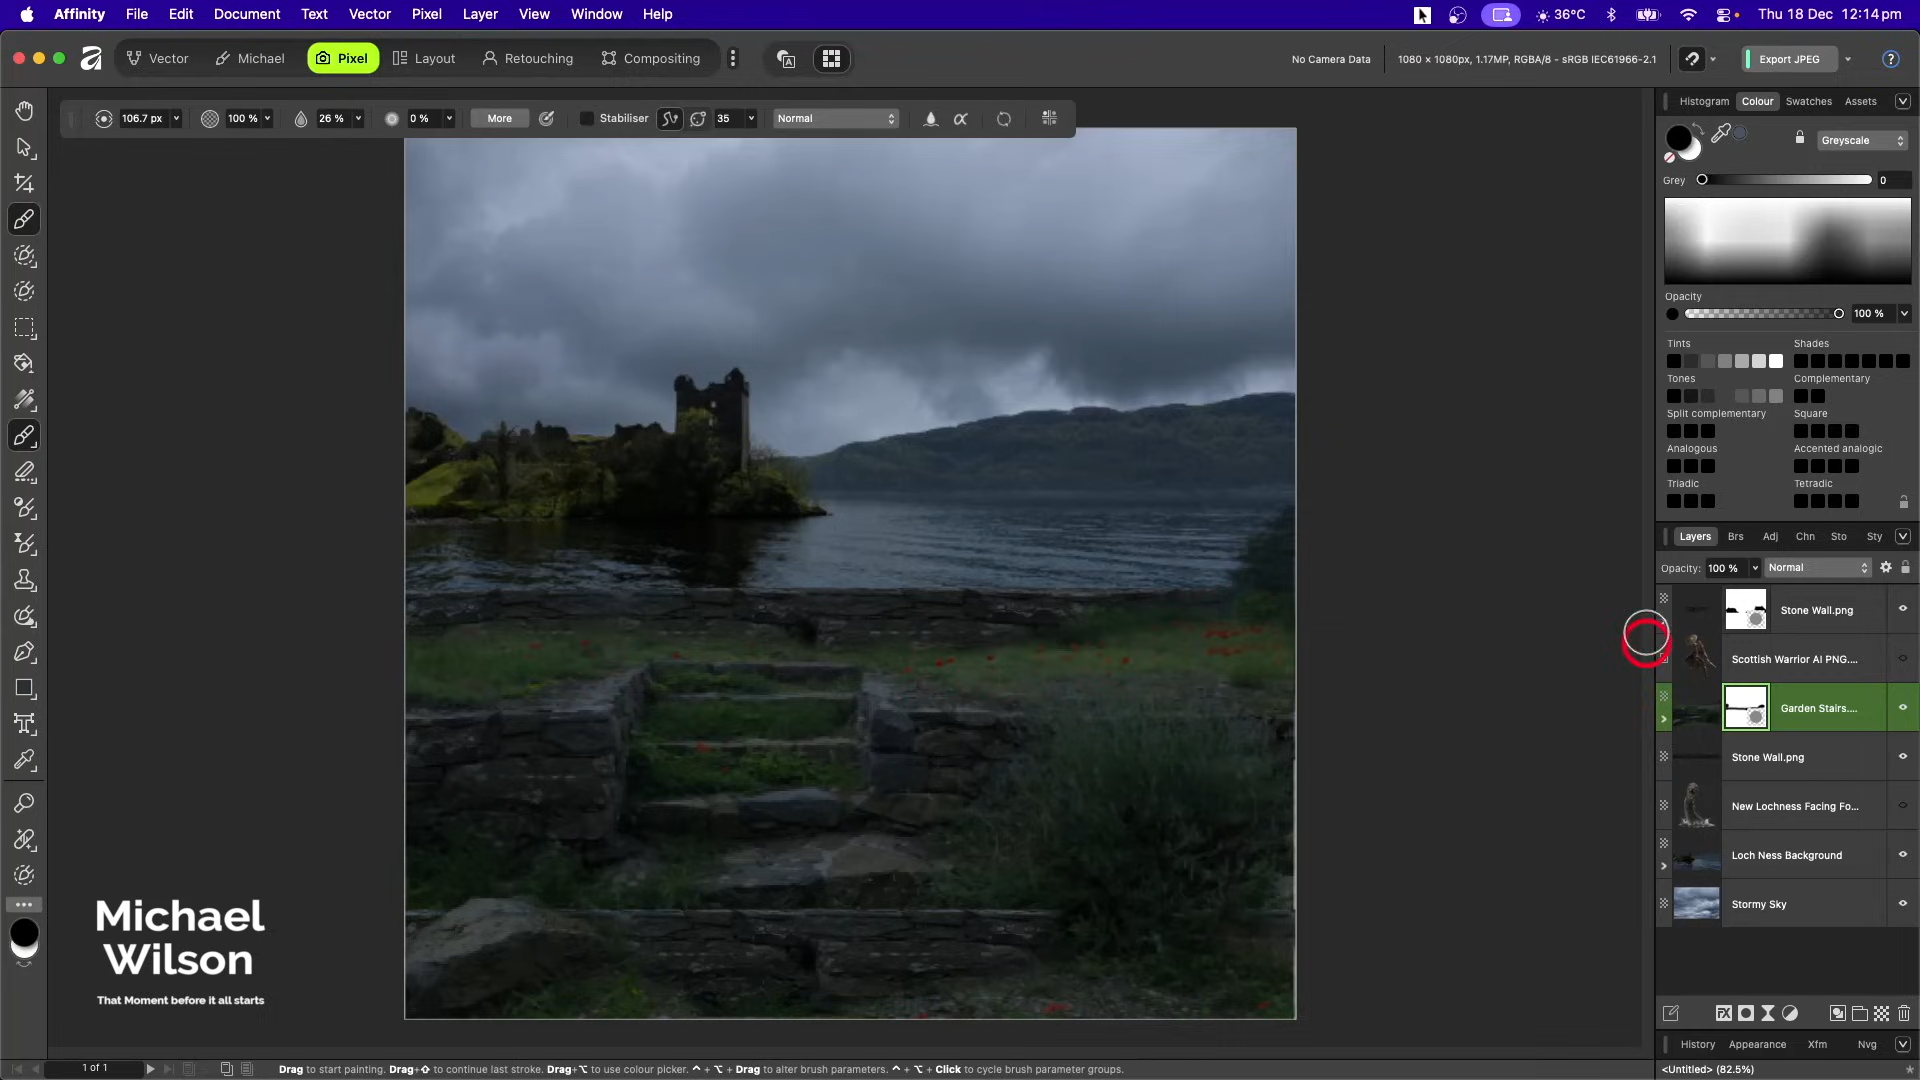 Affinity File Edit Document Text Vector Pixel Layer View Window Help 36°C Thu 18 Dec 12:14 pm
Vector Michael Pixel Layout Retouching Compositing No Camera Data 1080 × 1080px, 1.17MP, RGBA/8 - sRGB IEC61966-2.1 Export JPEG
106.7 px 100 % 26 % 0 % More Stabiliser 35 Normal
Histogram Colour Swatches Assets
Greyscale
Grey 0
Opacity
100 %
Tints Shades
Tones Complementary
Split complementary Square
Analogous Accented analogic
Triadic Tetradic
Layers Brs Adj Chn Sto Sty
Opacity: 100 % Normal
Stone Wall.png
Scottish Warrior AI PNG....
Garden Stairs....
Stone Wall.png
New Lochness Facing Fo...
Loch Ness Background
Stormy Sky
Michael
Wilson
That Moment before it all starts
FX
History Appearance Xfm Nvg
1 of 1 Drag to start painting. Drag+⇧ to continue last stroke. Drag+⌥ to use colour picker. ⌃ + ⌥ + Drag to alter brush parameters. ⌃ + ⌥ + Click to cycle brush parameter groups. <Untitled> (82.5%)